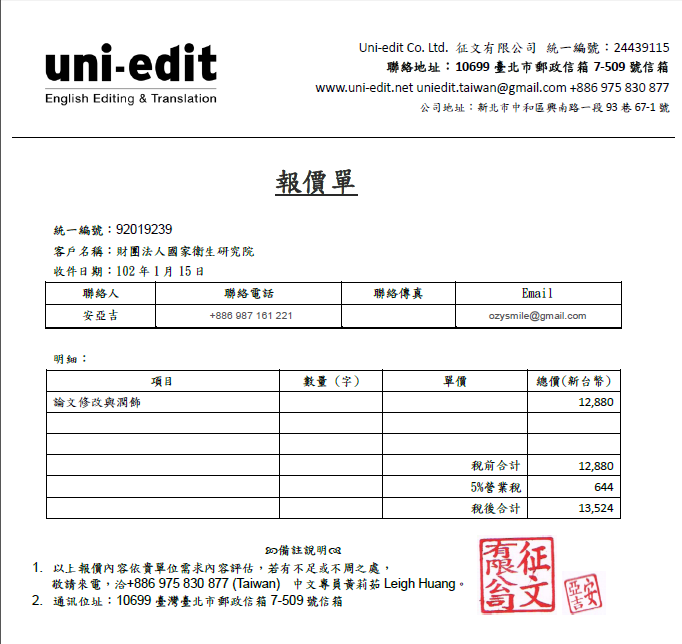 uni-edit
English Editing & Translation
Uni-edit Co. Ltd. 征文有限公司 統一編號：24439115
聯絡地址：10699 臺北市郵政信箱 7-509 號信箱
www.uni-edit.net uniedit.taiwan@gmail.com +886 975 830 877
公司地址：新北市中和區興南路一段 93 巷 67-1 號
報價單
統一編號：92019239
客戶名稱：財團法人國家衛生研究院
收件日期：102 年 1 月 15 日
聯絡人 聯絡電話 聯絡傳真 Email
安亞吉 +886 987 161 221 ozysmile@gmail.com
明細：
項目 數量（字） 單價 總價(新台幣)
論文修改與潤飾 12,880
稅前合計 12,880
5%營業稅 644
稅後合計 13,524
備註說明
1. 以上報價內容依貴單位需求內容評估，若有不足或不周之處，
敬請來電，洽+886 975 830 877 (Taiwan) 中文專員黃莉茹 Leigh Huang。
2. 通訊位址：10699 臺灣臺北市郵政信箱 7-509 號信箱
征文有限公司
安亞吉